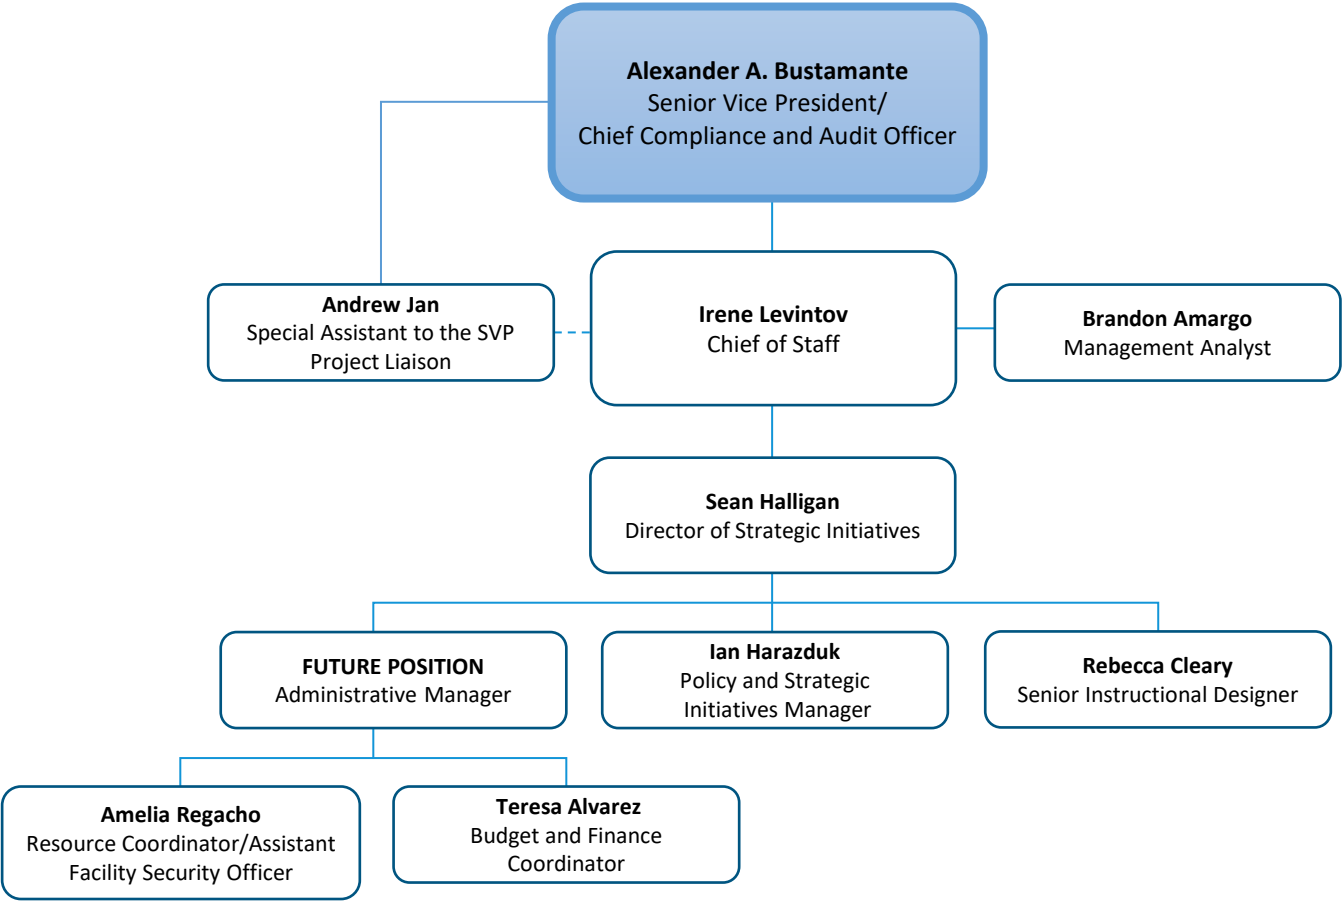 Alexander A. Bustamante
Senior Vice President/
Chief Compliance and Audit Officer
Andrew Jan
Special Assistant to the SVP
Project Liaison
Irene Levintov
Chief of Staff
Brandon Amargo
Management Analyst
Sean Halligan
Director of Strategic Initiatives
FUTURE POSITION
Administrative Manager
Ian Harazduk
Policy and Strategic
Initiatives Manager
Rebecca Cleary
Senior Instructional Designer
Amelia Regacho
Resource Coordinator/Assistant
Facility Security Officer
Teresa Alvarez
Budget and Finance
Coordinator